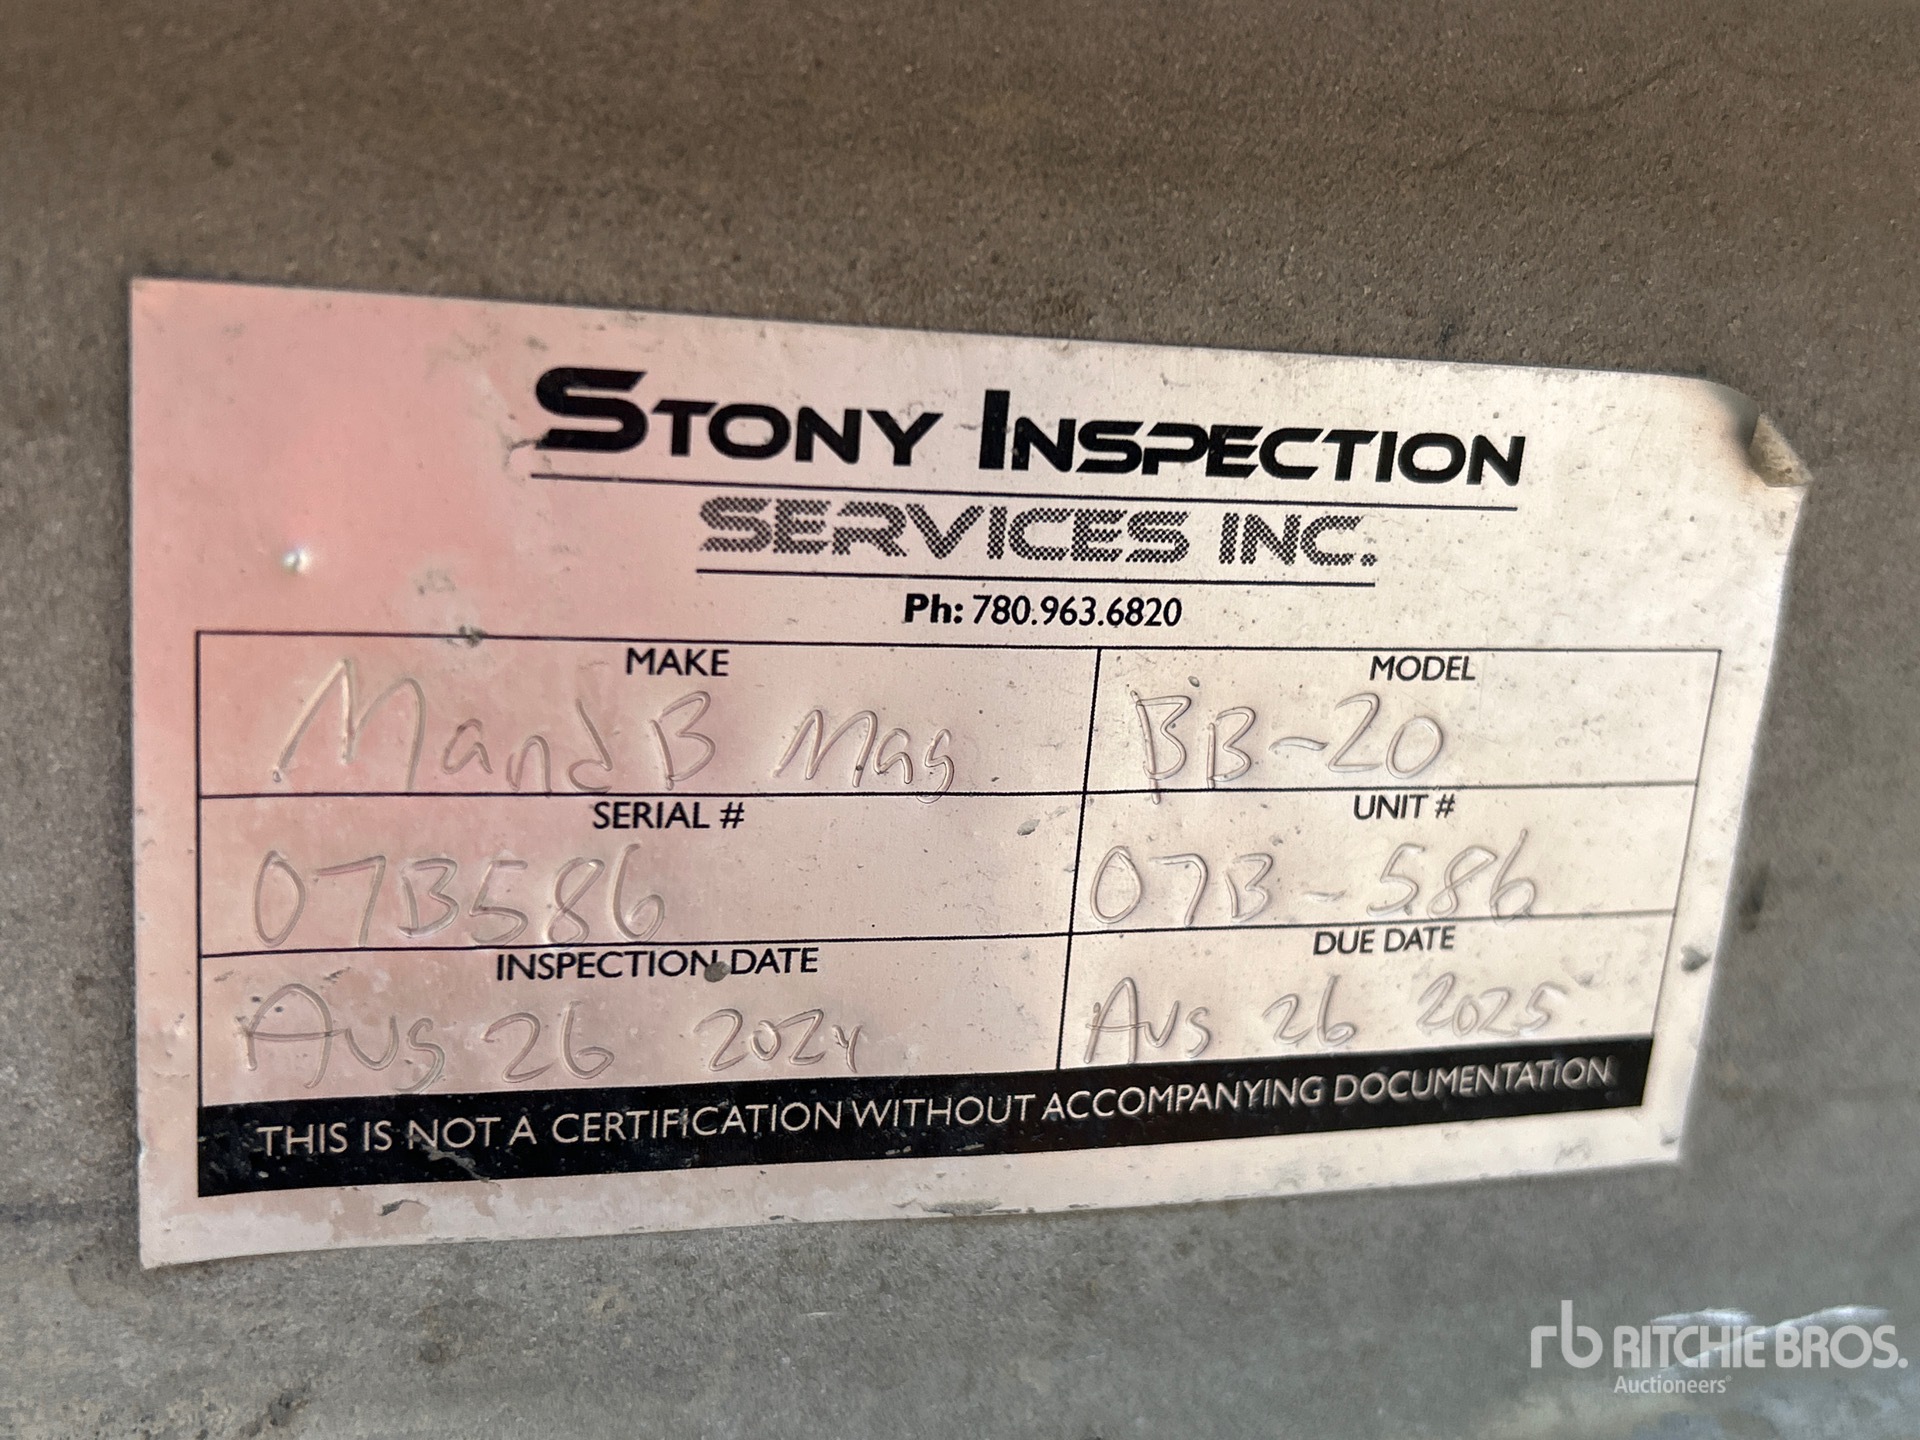 STONY INSPECTION
SERVICES INC.
Ph: 780.963.6820
MAKE
MandB Mag
MODEL
BB-20
SERIAL #
07B586
UNIT #
07B-586
INSPECTION DATE
Aug 26 2024
DUE DATE
Aug 26 2025
THIS IS NOT A CERTIFICATION WITHOUT ACCOMPANYING DOCUMENTATION
rb RITCHIE BROS.
Auctioneers